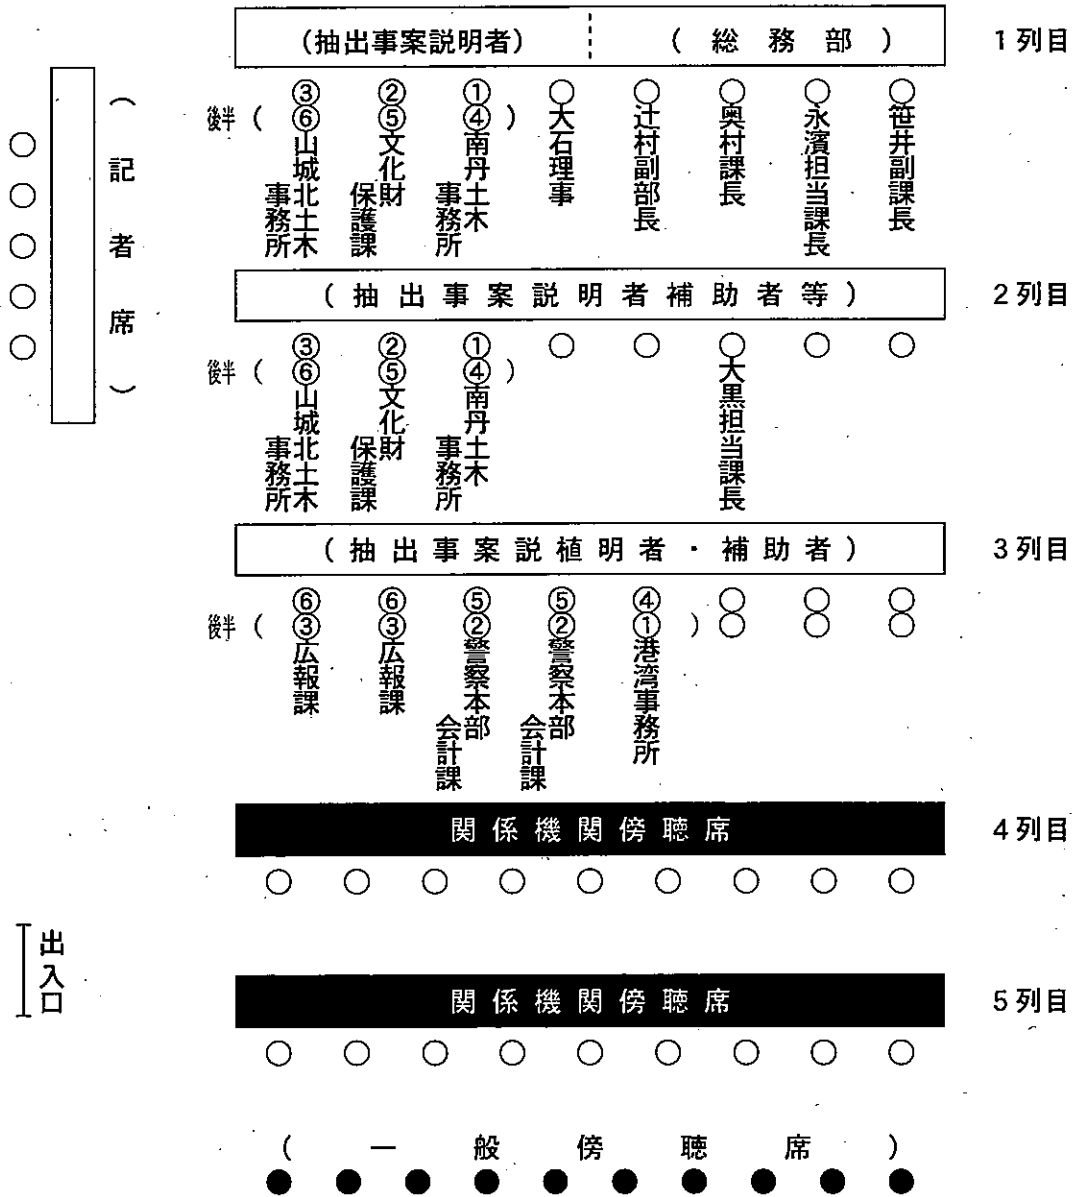 (抽出事案説明者) (総務部) 1列目
後半 (
③⑥山城北土木事務所
②⑤文化財保護課
①④南丹土木事務所
)
○大石理事
○辻村副部長
○奥村課長
○永濱担当課長
○笹井副課長
(記者席)
○
○
○
○
○
(抽出事案説明者補助者等) 2列目
後半 (
③⑥山城北土木事務所
②⑤文化財保護課
①④南丹土木事務所
)
○
○
○大黒担当課長
○
○
(抽出事案説植明者・補助者) 3列目
後半 (
⑥③広報課
⑥③広報課
⑤②警察本部会計課
⑤②警察本部会計課
④①港湾事務所
)
○○
○○
○○
関係機関傍聴席 4列目
○ ○ ○ ○ ○ ○ ○ ○ ○
出入口
関係機関傍聴席 5列目
○ ○ ○ ○ ○ ○ ○ ○ ○
(一般傍聴席)
● ● ● ● ● ● ● ● ● ●